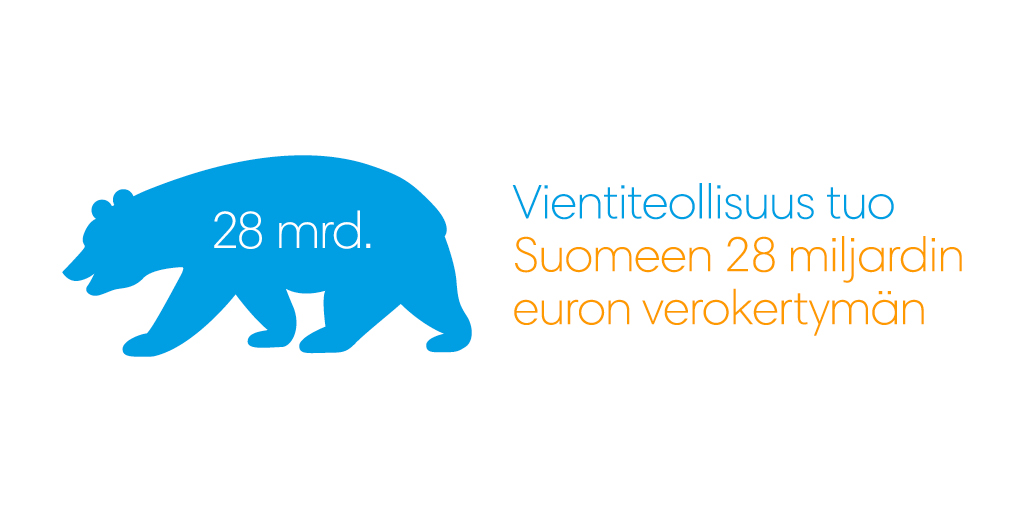 28 mrd.
Vientiteollisuus tuo
Suomeen 28 miljardin
euron verokertymän